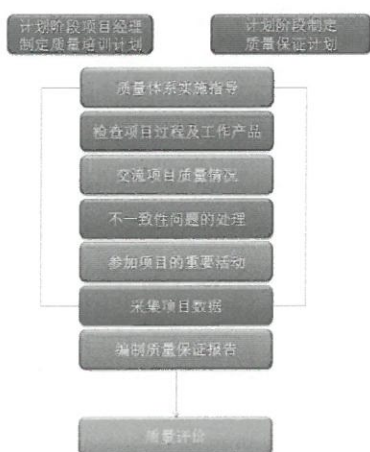 计划阶段项目经理
制定质量培训计划
计划阶段制定
质量保证计划
质量体系实施指导
检查项目过程及工作产品
交流项目质量情况
不一致性问题的处理
参加项目的重要活动
采集项目数据
编制质量保证报告
质量评价